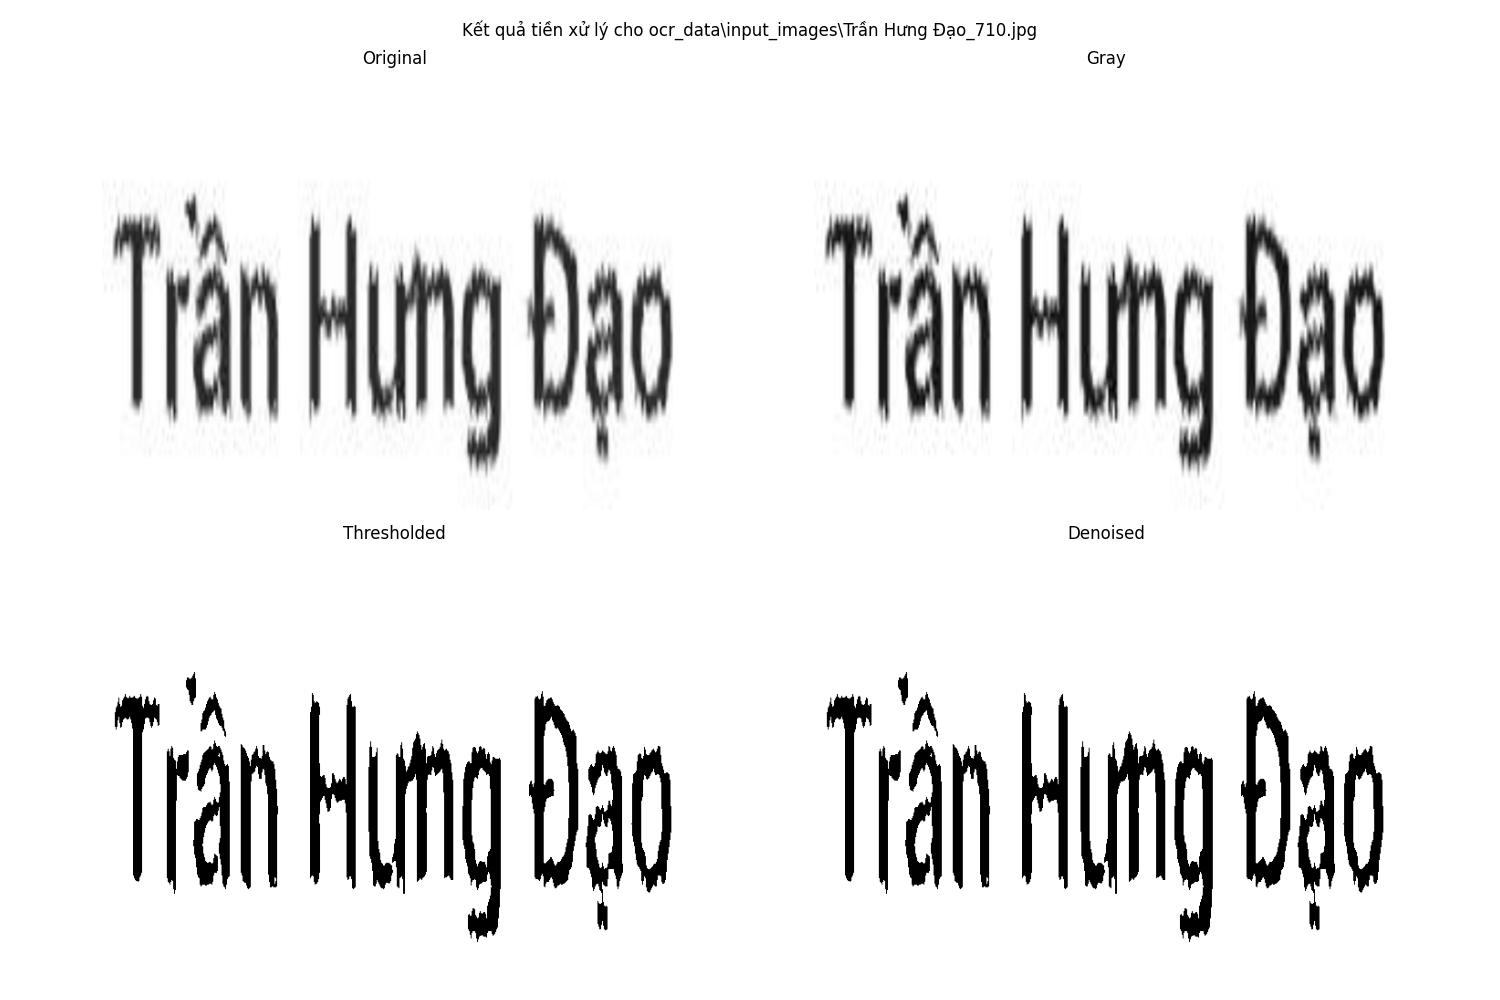 Kết quả tiền xử lý cho ocr_data\input_images\Trần Hưng Đạo_710.jpg
Original
Gray
Trần Hưng Đạo
Trần Hưng Đạo
Thresholded
Denoised
Trần Hưng Đạo
Trần Hưng Đạo